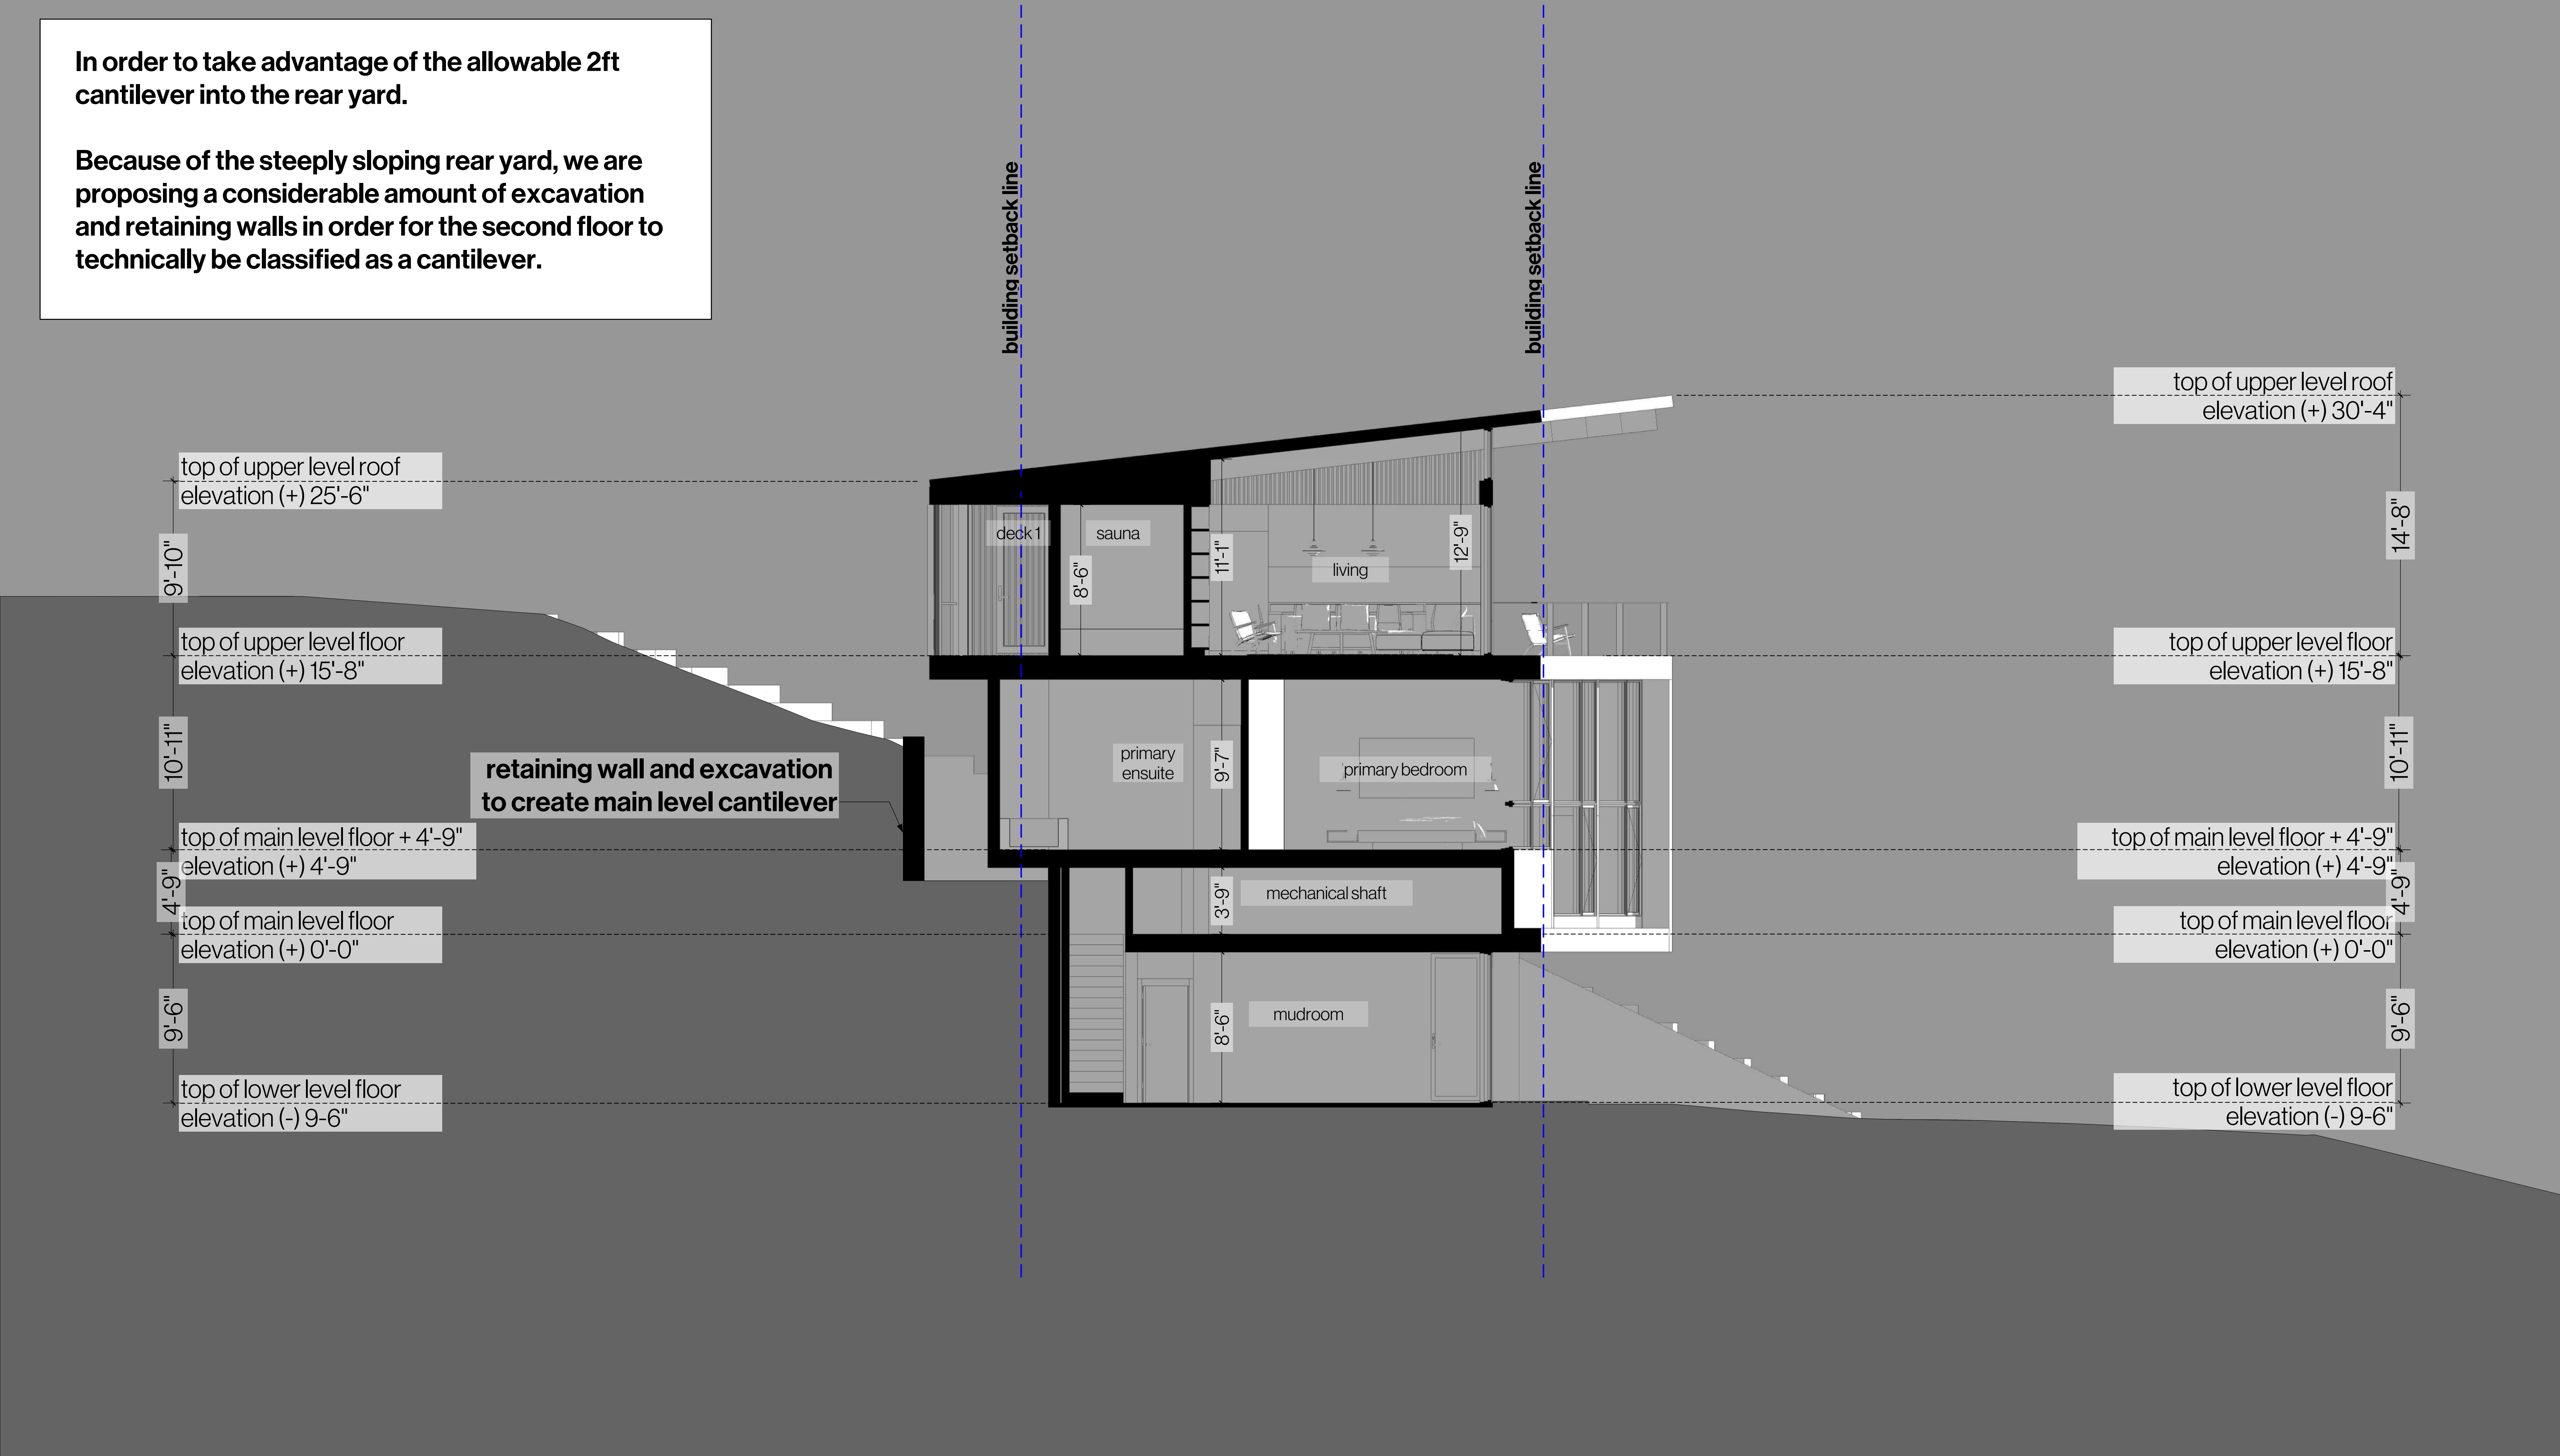 In order to take advantage of the allowable 2ft
cantilever into the rear yard.
Because of the steeply sloping rear yard, we are
proposing a considerable amount of excavation
and retaining walls in order for the second floor to
technically be classified as a cantilever.
building setback line
building setback line
top of upper level roof
elevation (+) 30'-4"
top of upper level roof
elevation (+) 25'-6"
14'-8"
9'-10"
deck 1
sauna
8'-6"
11'-1"
living
12'-9"
top of upper level floor
elevation (+) 15'-8"
top of upper level floor
elevation (+) 15'-8"
10'-11"
retaining wall and excavation
to create main level cantilever
primary
ensuite
9'-7"
primary bedroom
10'-11"
top of main level floor + 4'-9"
elevation (+) 4'-9"
top of main level floor + 4'-9"
elevation (+) 4'-9"
4'-9"
3'-9"
mechanical shaft
4'-9"
top of main level floor
elevation (+) 0'-0"
top of main level floor
elevation (+) 0'-0"
9'-6"
8'-6"
mudroom
9'-6"
top of lower level floor
elevation (-) 9-6"
top of lower level floor
elevation (-) 9-6"